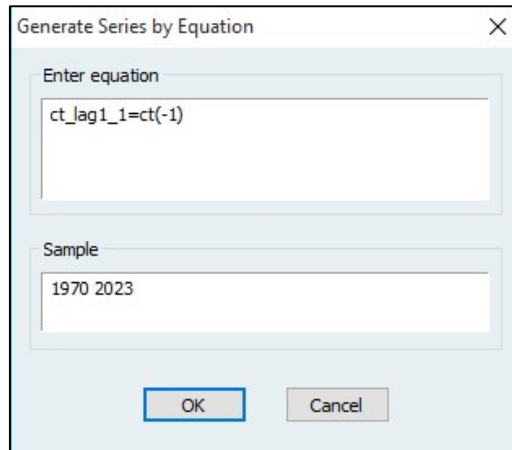 Generate Series by Equation
Enter equation
ct_lag1_1=ct(-1)
Sample
1970 2023
OK Cancel